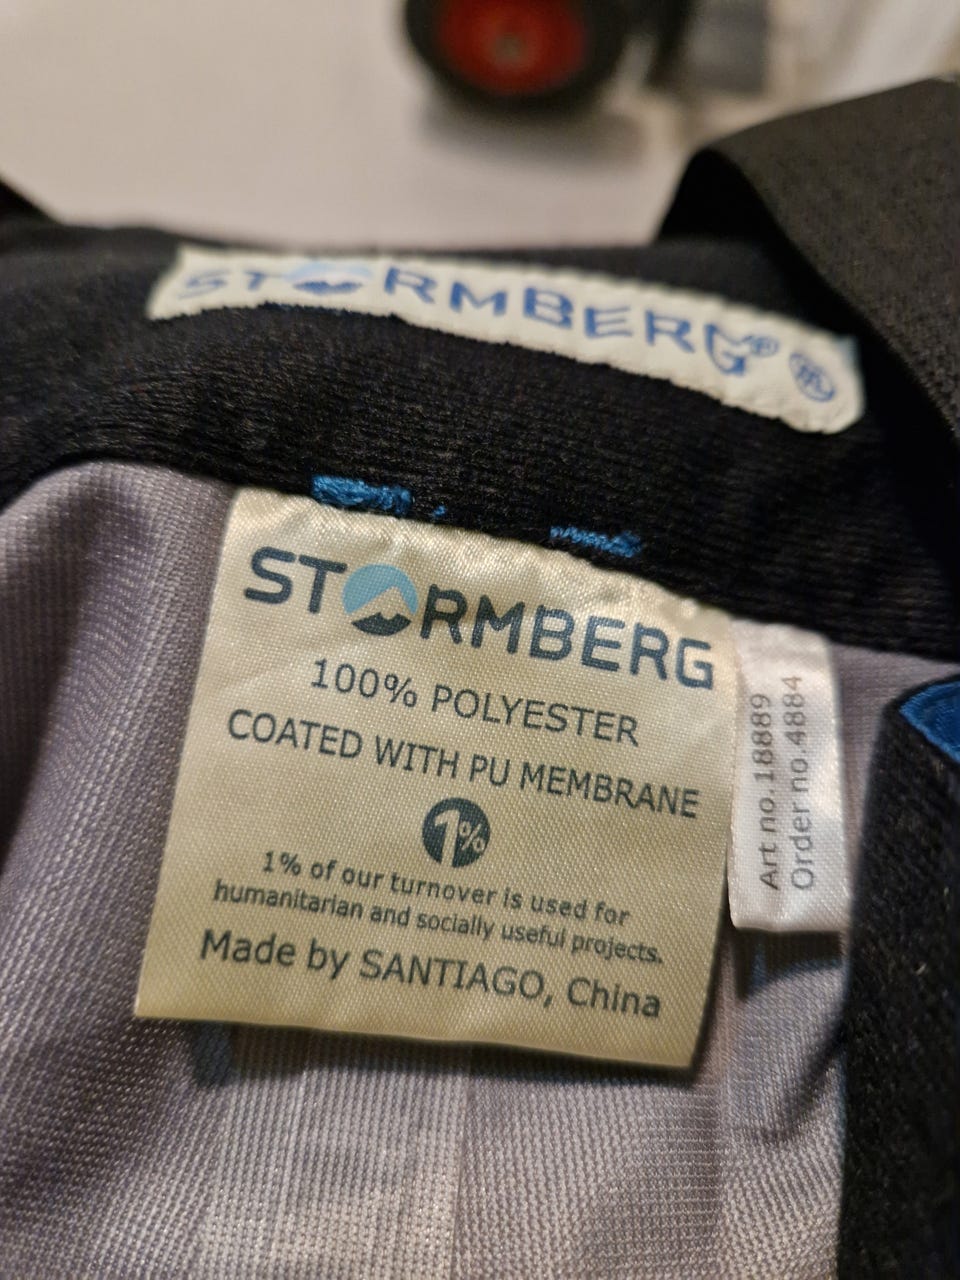 STORMBERG®
STORMBERG
100% POLYESTER
COATED WITH PU MEMBRANE
1%
1% of our turnover is used for
humanitarian and socially useful projects.
Made by SANTIAGO, China
Art no.18889
Order no.4884